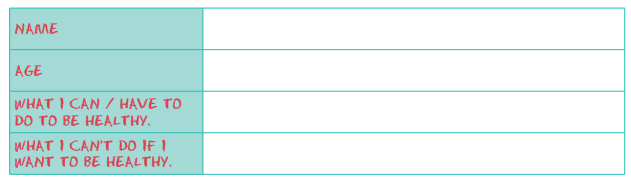 NAME
AGE
WHAT I CAN / HAVE TO
DO TO BE HEALTHY.
WHAT I CAN'T DO IF I
WANT TO BE HEALTHY.